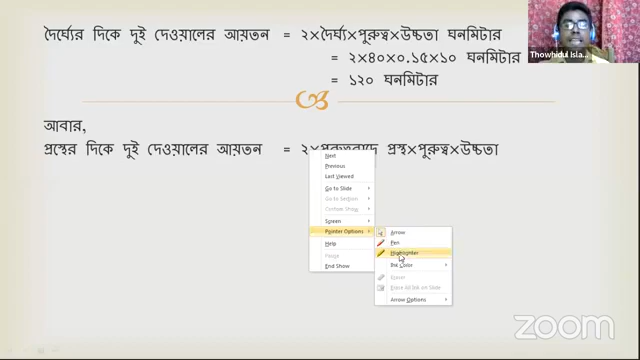 দৈর্ঘ্যের দিকে দুই দেওয়ালের আয়তন = ২×দৈর্ঘ্য×পুরুত্ব×উচ্চতা ঘনমিটার
= ২×৪০×০.১৫×১০ ঘনমিটার
= ১২০ ঘনমিটার
আবার,
প্রস্থের দিকে দুই দেওয়ালের আয়তন = ২×পুরুত্ববাদে প্রস্থ×পুরুত্ব×উচ্চতা
Next
Previous
Last Viewed
Go to Slide
Go to Section
Custom Show
Screen
Pointer Options
Help
Pause
End Show
Arrow
Pen
Highlighter
Ink Color
Eraser
Erase All Ink on Slide
Arrow Options
Thowhidul Isla...
zoom